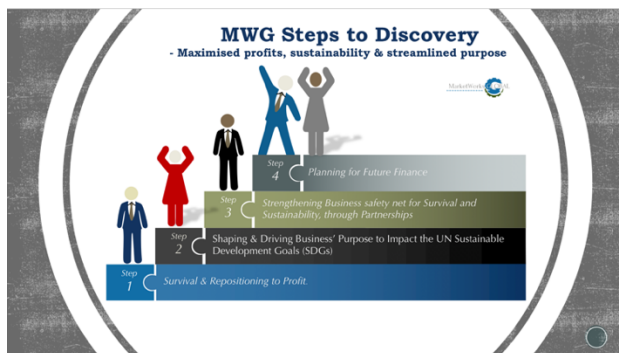 MWG Steps to Discovery
- Maximised profits, sustainability & streamlined purpose
MarketWorks
Step
4
Planning for Future Finance
Step
3
Strengthening Business safety net for Survival and
Sustainability, through Partnerships
Step
2
Shaping & Driving Business’ Purpose to Impact the UN Sustainable
Development Goals (SDGs)
Step
1
Survival & Repositioning to Profit.